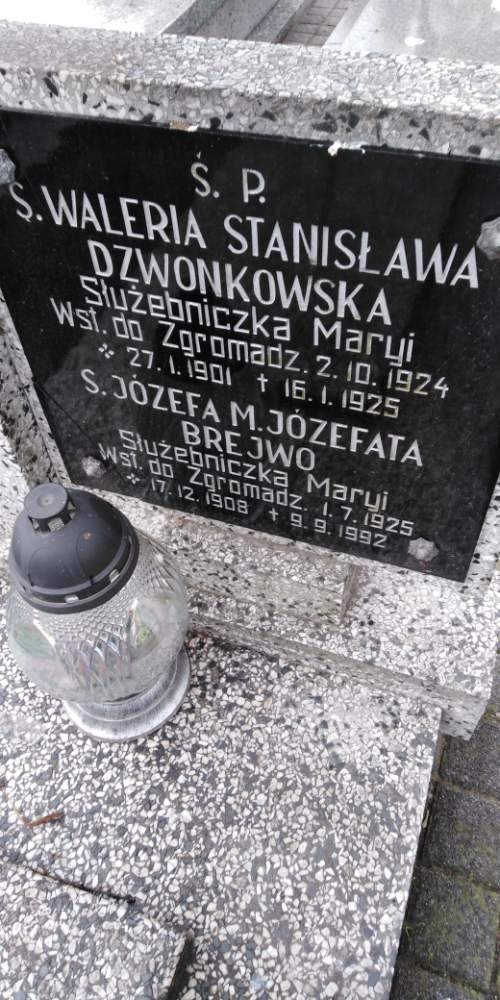 Ś. P.
S. WALERIA STANISŁAWA
DZWONKOWSKA
Służebniczka Maryi
Wst. do Zgromadz. 2. 10. 1924
27. 1. 1901 † 16. 1. 1925
S. JÓZEFA M. JÓZEFATA
BREJWO
Służebniczka Maryi
Wst. do Zgromadz. 1. 7. 1925
17. 12. 1908 † 9. 9. 1992